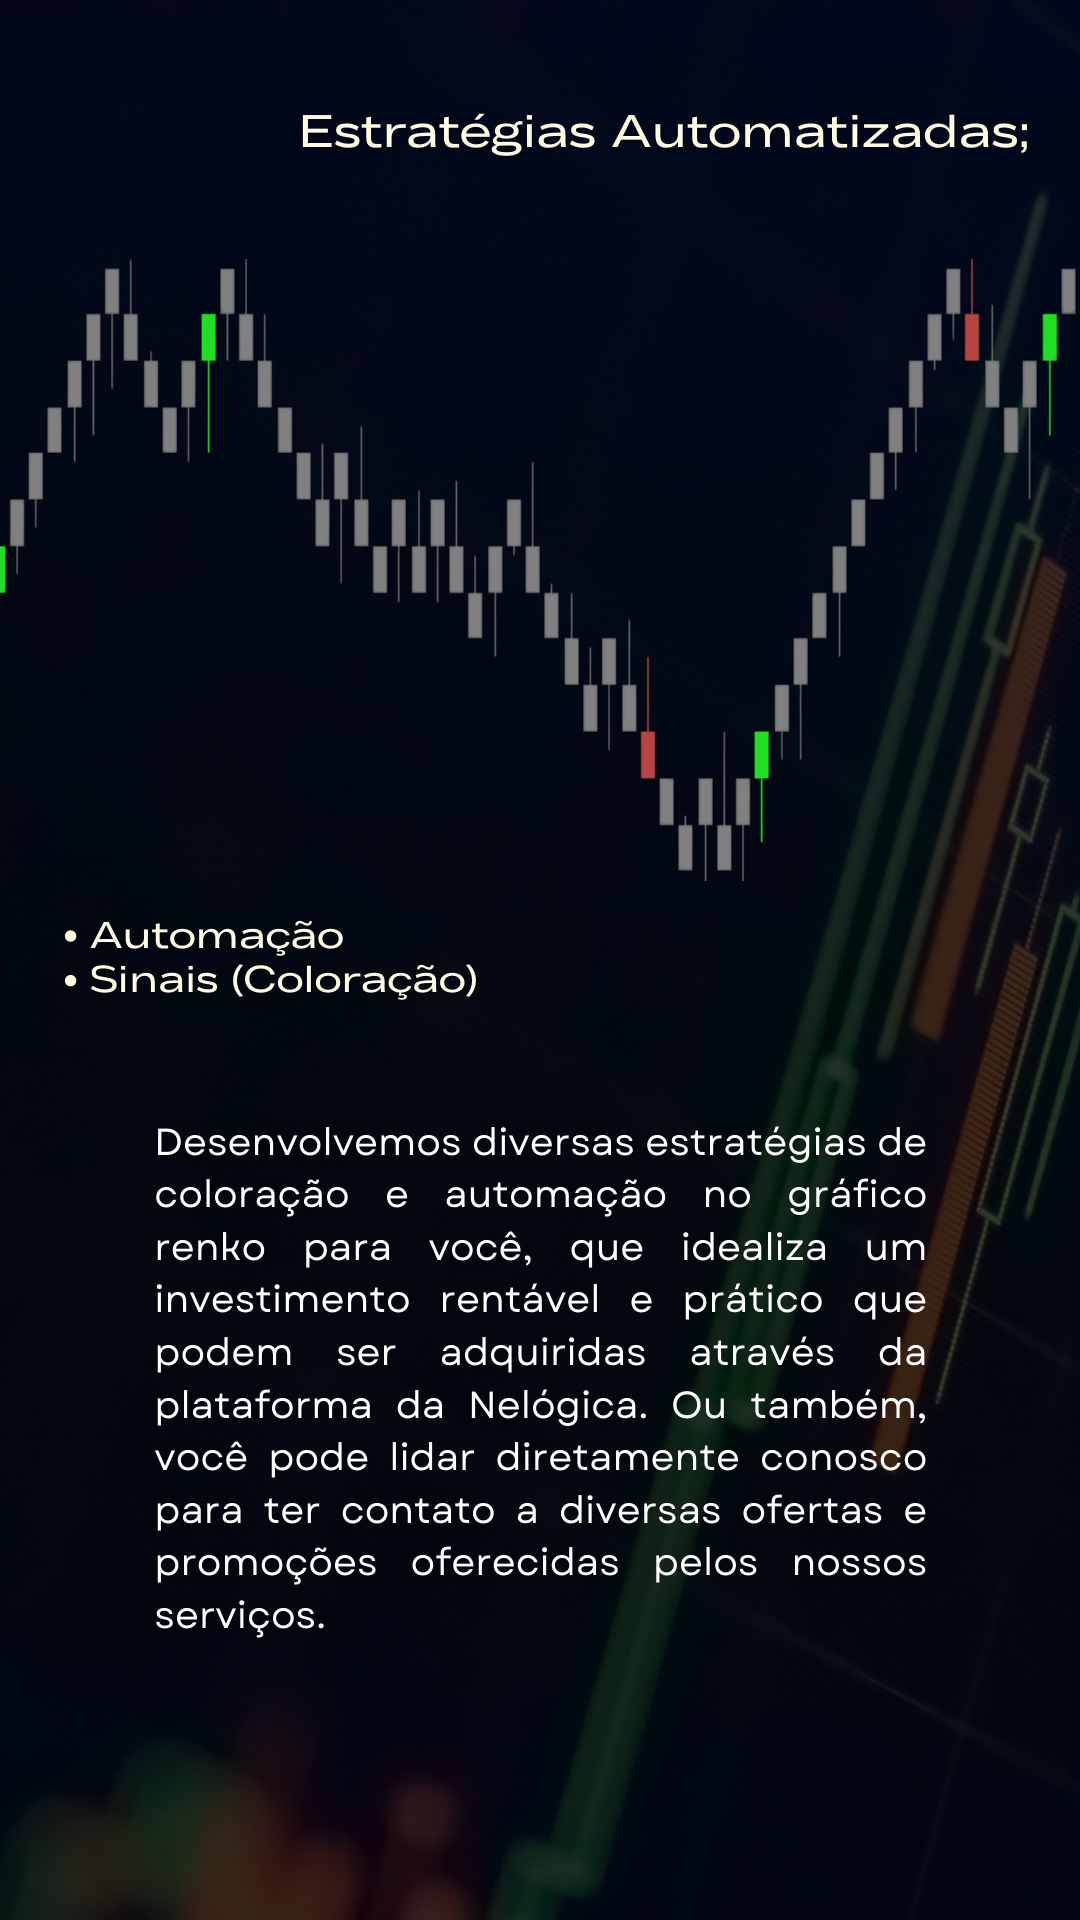 Estratégias Automatizadas;
• Automação
• Sinais (Coloração)
Desenvolvemos diversas estratégias de
coloração e automação no gráfico
renko para você, que idealiza um
investimento rentável e prático que
podem ser adquiridas através da
plataforma da Nelógica. Ou também,
você pode lidar diretamente conosco
para ter contato a diversas ofertas e
promoções oferecidas pelos nossos
serviços.